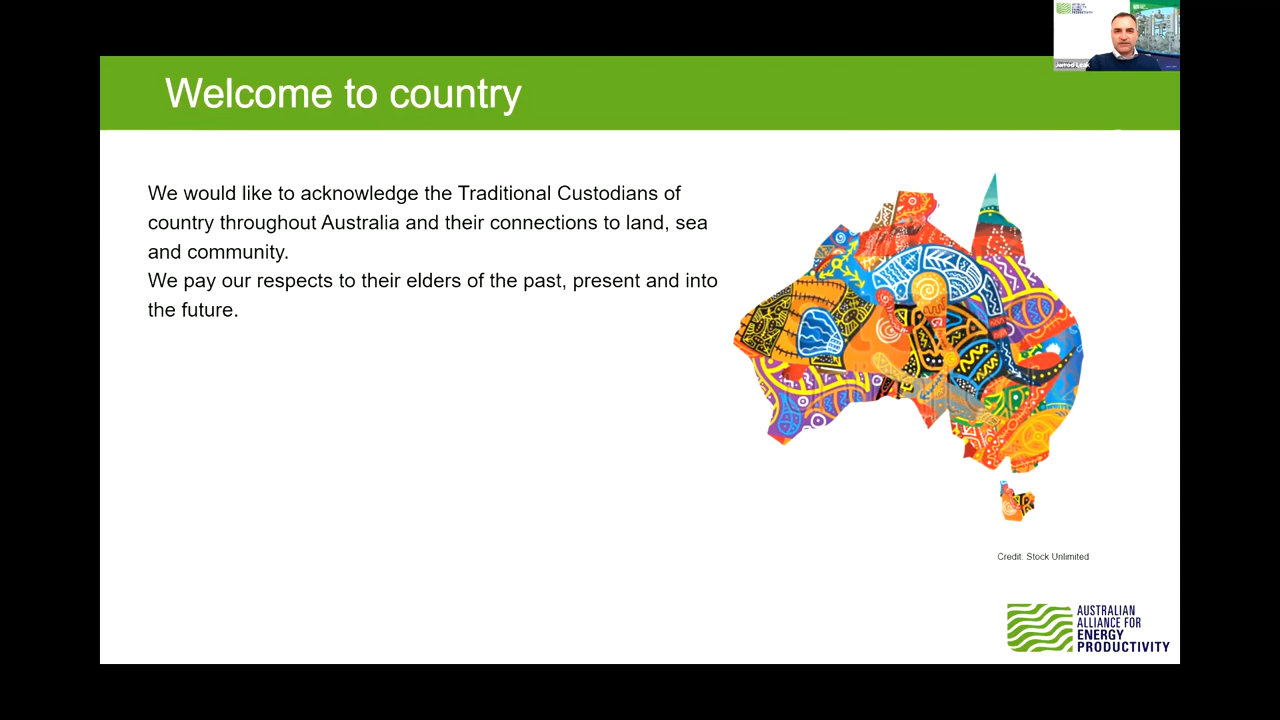 Welcome to country
Jarrod Leak
We would like to acknowledge the Traditional Custodians of
country throughout Australia and their connections to land, sea
and community.
We pay our respects to their elders of the past, present and into
the future.
Credit: Stock Unlimited
AUSTRALIAN
ALLIANCE FOR
ENERGY
PRODUCTIVITY